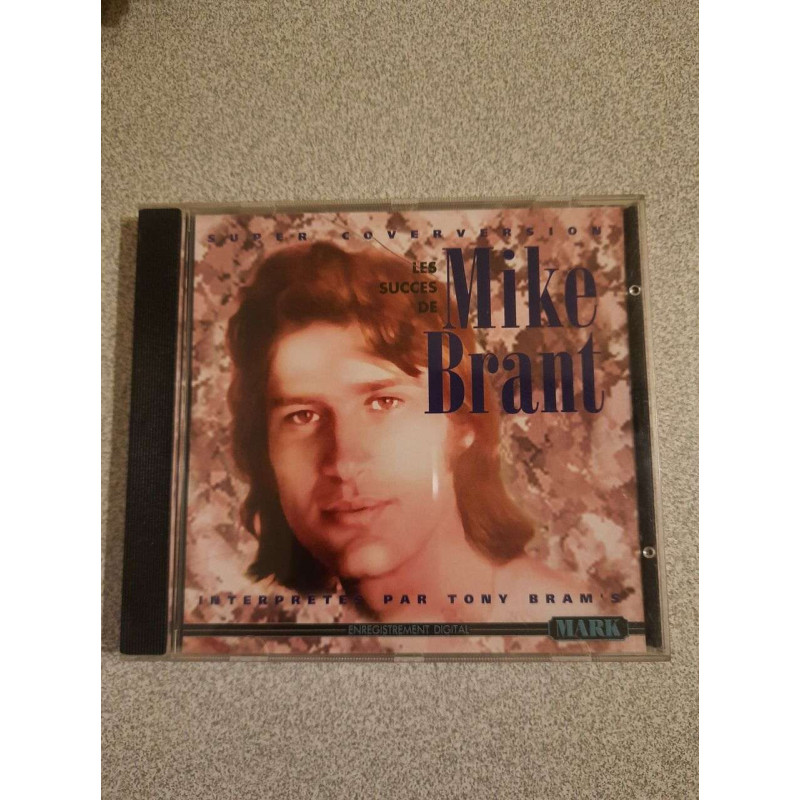 SUPER COVERVERSION
LES
SUCCES
DE
Mike
Brant
INTERPRETES PAR TONY BRAM'S
ENREGISTREMENT DIGITAL
MARK